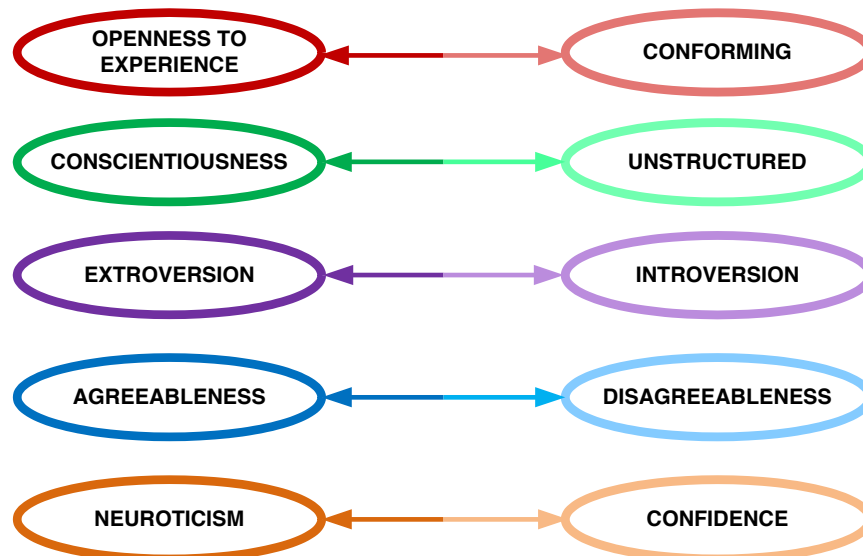 OPENNESS TO
EXPERIENCE
CONFORMING
CONSCIENTIOUSNESS
UNSTRUCTURED
EXTROVERSION
INTROVERSION
AGREEABLENESS
DISAGREEABLENESS
NEUROTICISM
CONFIDENCE